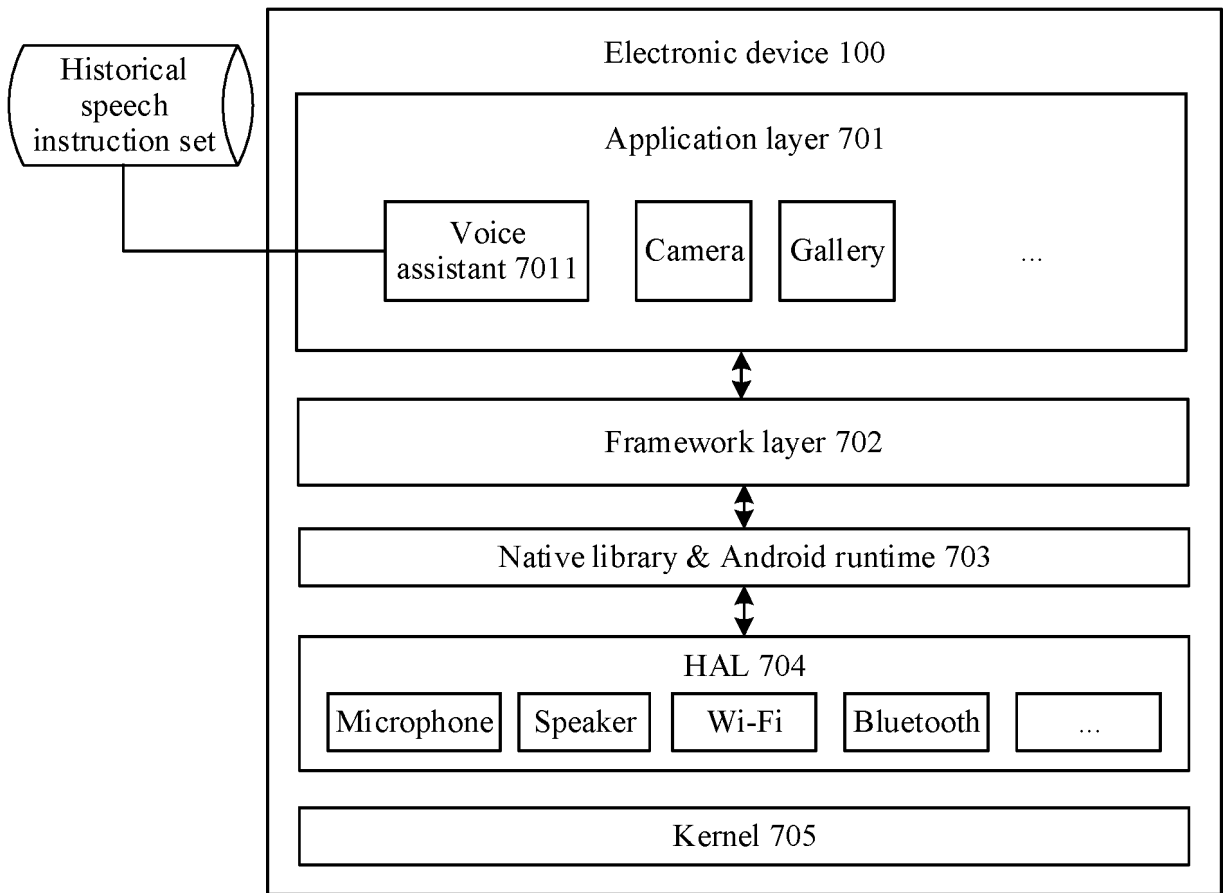 Electronic device 100
Historical
speech
instruction set
Application layer 701
Voice
assistant 7011
Camera
Gallery
...
Framework layer 702
Native library & Android runtime 703
HAL 704
Microphone
Speaker
Wi-Fi
Bluetooth
...
Kernel 705